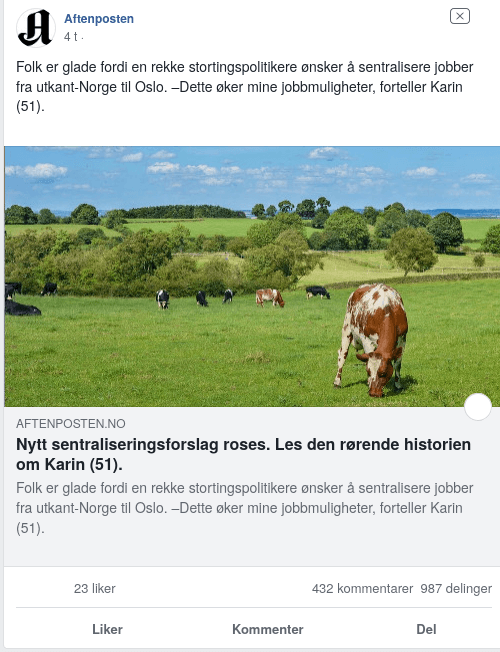 Aftenposten
4 t ·
Folk er glade fordi en rekke stortingspolitikere ønsker å sentralisere jobber
fra utkant-Norge til Oslo. –Dette øker mine jobbmuligheter, forteller Karin
(51).
AFTENPOSTEN.NO
Nytt sentraliseringsforslag roses. Les den rørende historien
om Karin (51).
Folk er glade fordi en rekke stortingspolitikere ønsker å sentralisere jobber
fra utkant-Norge til Oslo. –Dette øker mine jobbmuligheter, forteller Karin
(51).
23 liker 432 kommentarer 987 delinger
Liker Kommenter Del